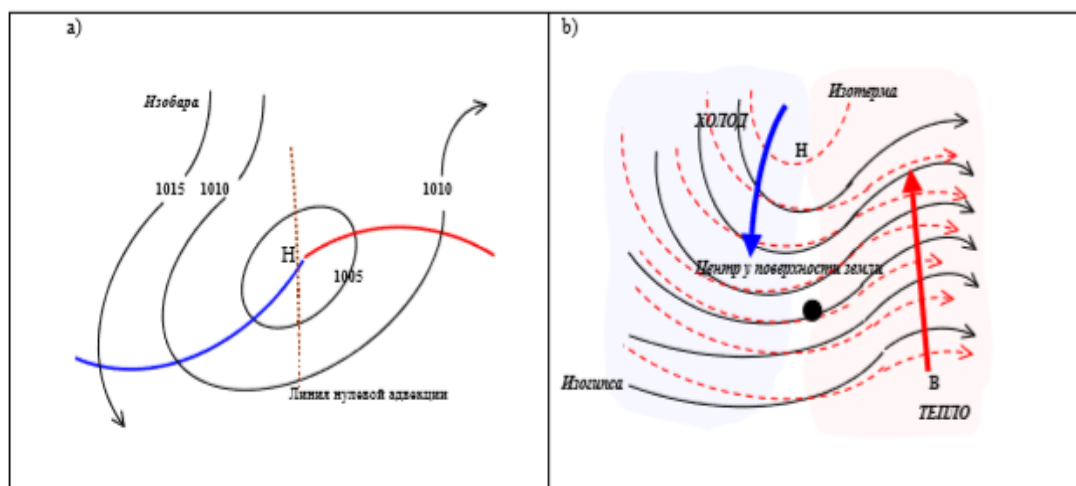 a)
Изобара
1015
1010
1010
Н
1005
Линия нулевой адвекции
b)
Изотерма
ХОЛОД
Н
Центр у поверхности земли
Изогипса
В
ТЕПЛО